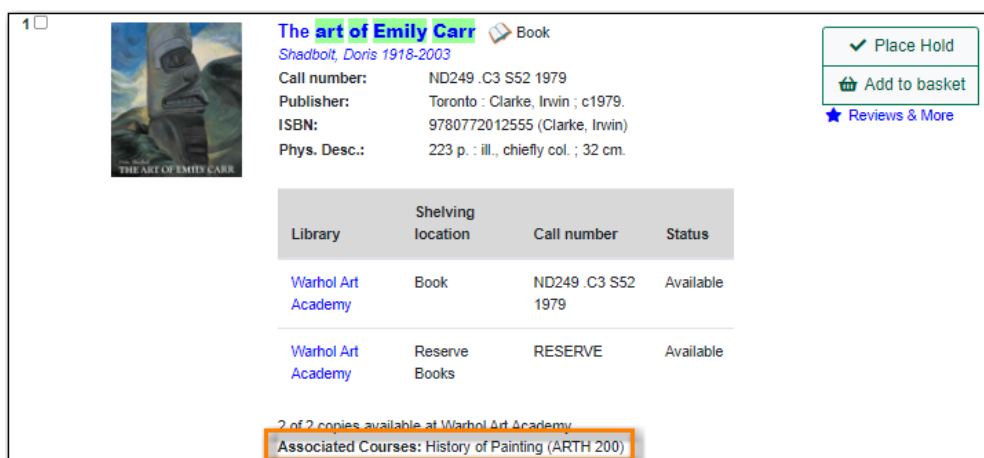 1
The art of Emily Carr Book
Shadbolt, Doris 1918-2003
Call number: ND249 .C3 S52 1979
Publisher: Toronto : Clarke, Irwin ; c1979.
ISBN: 9780772012555 (Clarke, Irwin)
Phys. Desc.: 223 p. : ill., chiefly col. ; 32 cm.
THE ART OF EMILY CARR
Place Hold
Add to basket
Reviews & More
Library Shelving location Call number Status
Warhol Art Academy Book ND249 .C3 S52 1979 Available
Warhol Art Academy Reserve Books RESERVE Available
2 of 2 copies available at Warhol Art Academy
Associated Courses: History of Painting (ARTH 200)